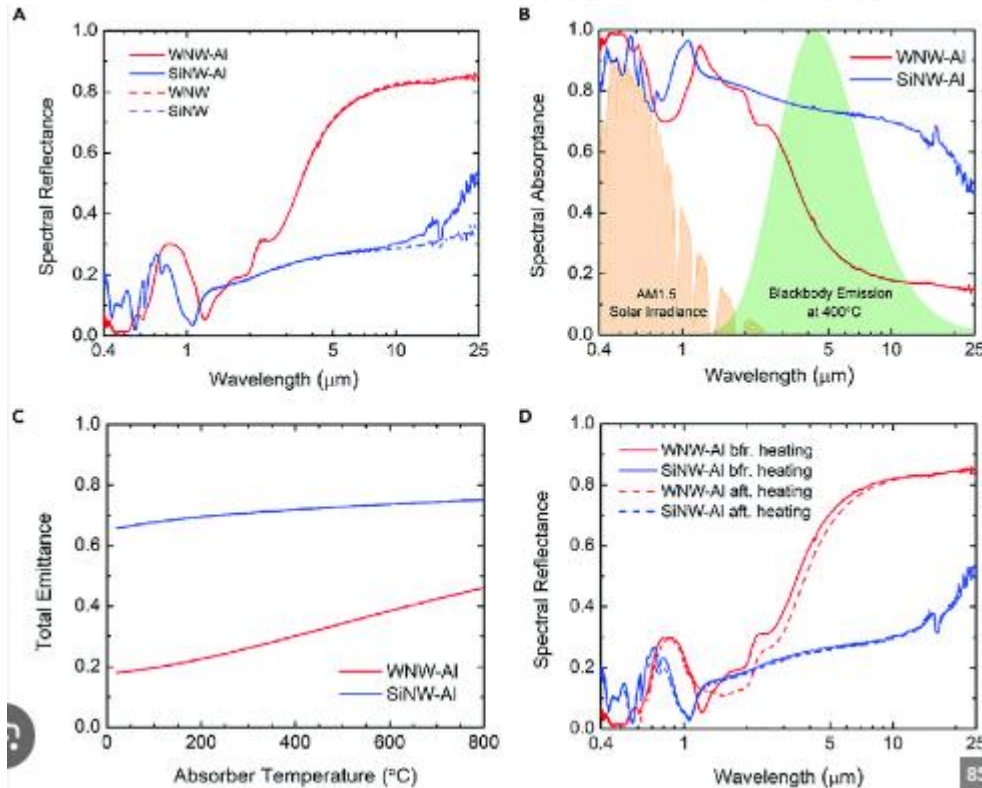 A
1.0
0.8
0.6
0.4
0.2
0.0
Spectral Reflectance
WNW-Al
SiNW-Al
WNW
SiNW
0.4
1
5
10
25
Wavelength (μm)
B
1.0
0.8
0.6
0.4
0.2
0.0
Spectral Absorptance
WNW-Al
SiNW-Al
AM1.5
Solar Irradiance
Blackbody Emission
at 400°C
0.4
1
5
10
25
Wavelength (μm)
C
1.0
0.8
0.6
0.4
0.2
0.0
Total Emittance
WNW-Al
SiNW-Al
0
200
400
600
800
Absorber Temperature (°C)
D
1.0
0.8
0.6
0.4
0.2
0.0
Spectral Reflectance
WNW-Al bfr. heating
SiNW-Al bfr. heating
WNW-Al aft. heating
SiNW-Al aft. heating
0.4
1
5
10
25
Wavelength (μm)